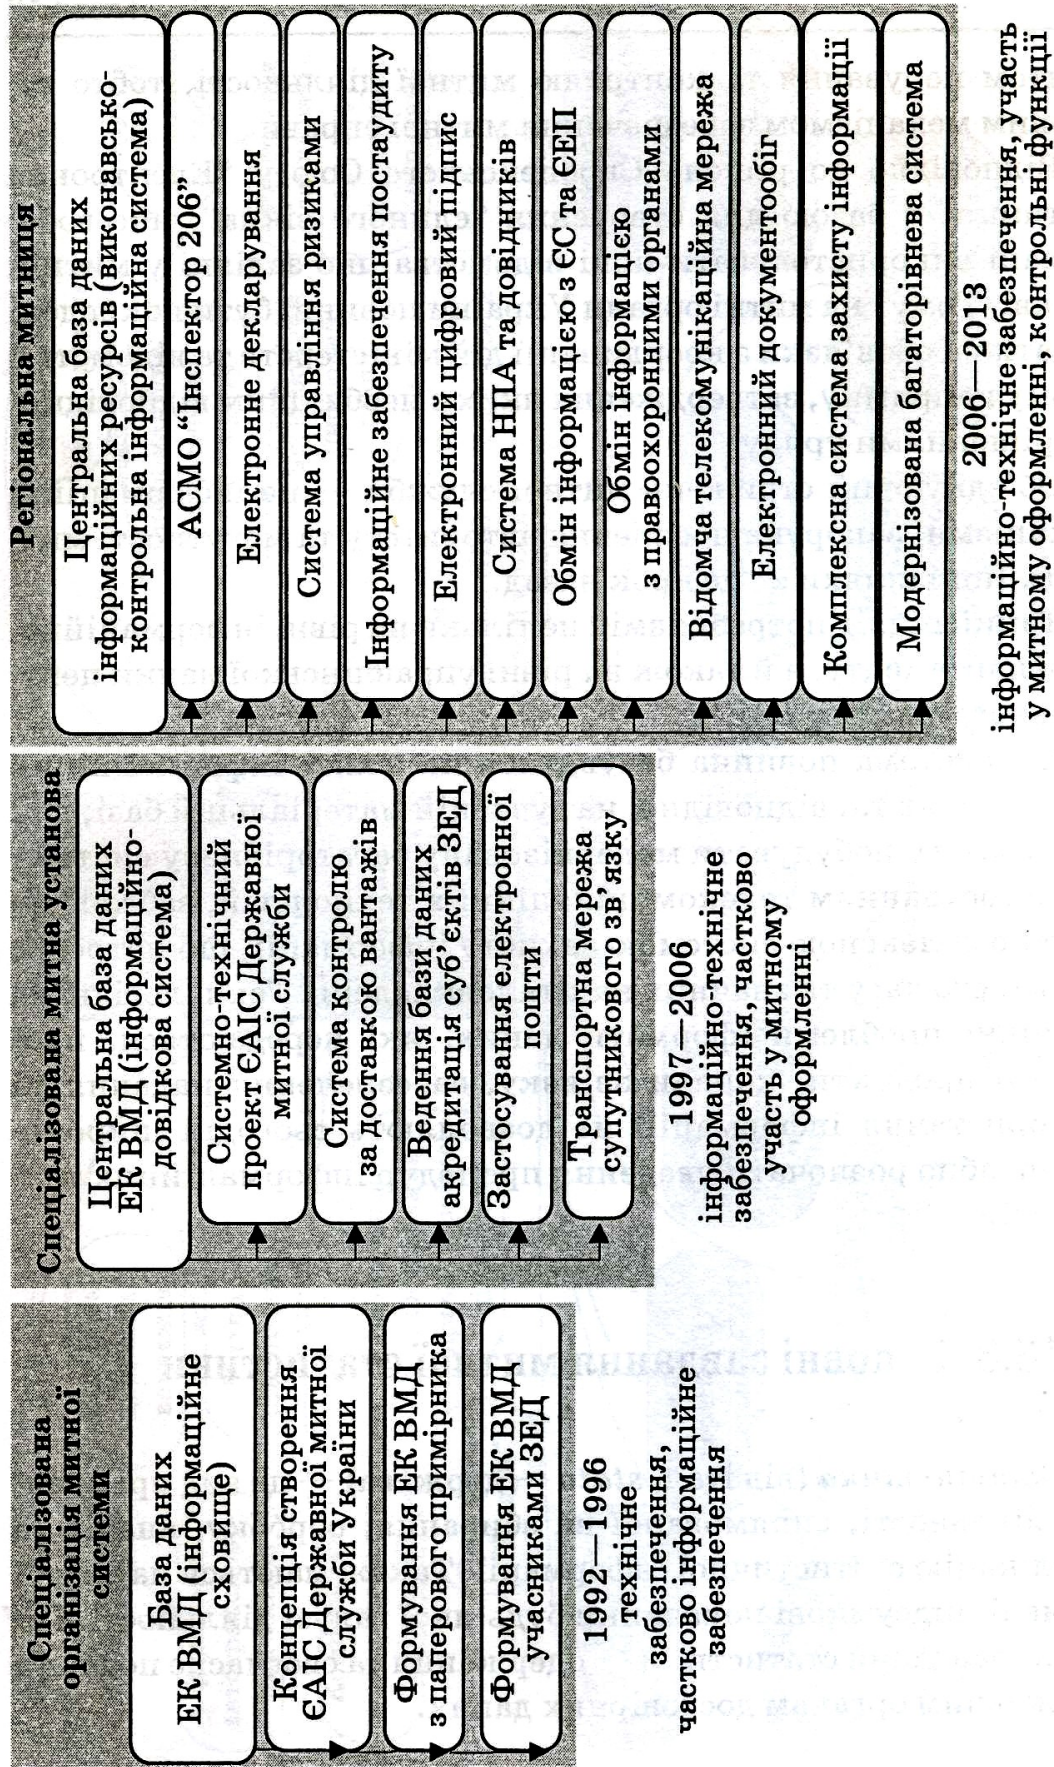 Спеціалізована
організація митної
системи
База даних
ЕК ВМД (інформаційне
сховище)
Концепція створення
ЄАІС Державної митної
служби України
Формування ЕК ВМД
з паперового примірника
Формування ЕК ВМД
учасниками ЗЕД
1992—1996
технічне
забезпечення,
частково інформаційне
забезпечення
Спеціалізована митна установа
Центральна база даних
ЕК ВМД (інформаційно-
довідкова система)
Системо-технічний
проект ЄАІС Державної
митної служби
Система контролю
за доставкою вантажів
Ведення бази даних
акредитація суб’єктів ЗЕД
Застосування електронної
пошти
Транспортна мережа
супутникового зв’язку
1997—2006
інформаційно-технічне
забезпечення, частково
участь у митному
оформленні
Регіональна митниця
Центральна база даних
інформаційних ресурсів (виконавсько-
контрольна інформаційна система)
АСМО “Інспектор 206”
Електронне декларування
Система управління ризиками
Інформаційне забезпечення постаудиту
Електронний цифровий підпис
Система НПА та довідників
Обмін інформацією з ЄС та ЄЕП
Обмін інформацією
з правоохоронними органами
Відомча телекомунікаційна мережа
Електронний документообіг
Комплексна система захисту інформації
Модернізована багаторівнева система
2006—2013
інформаційно-технічне забезпечення, участь
у митному оформленні, контрольні функції